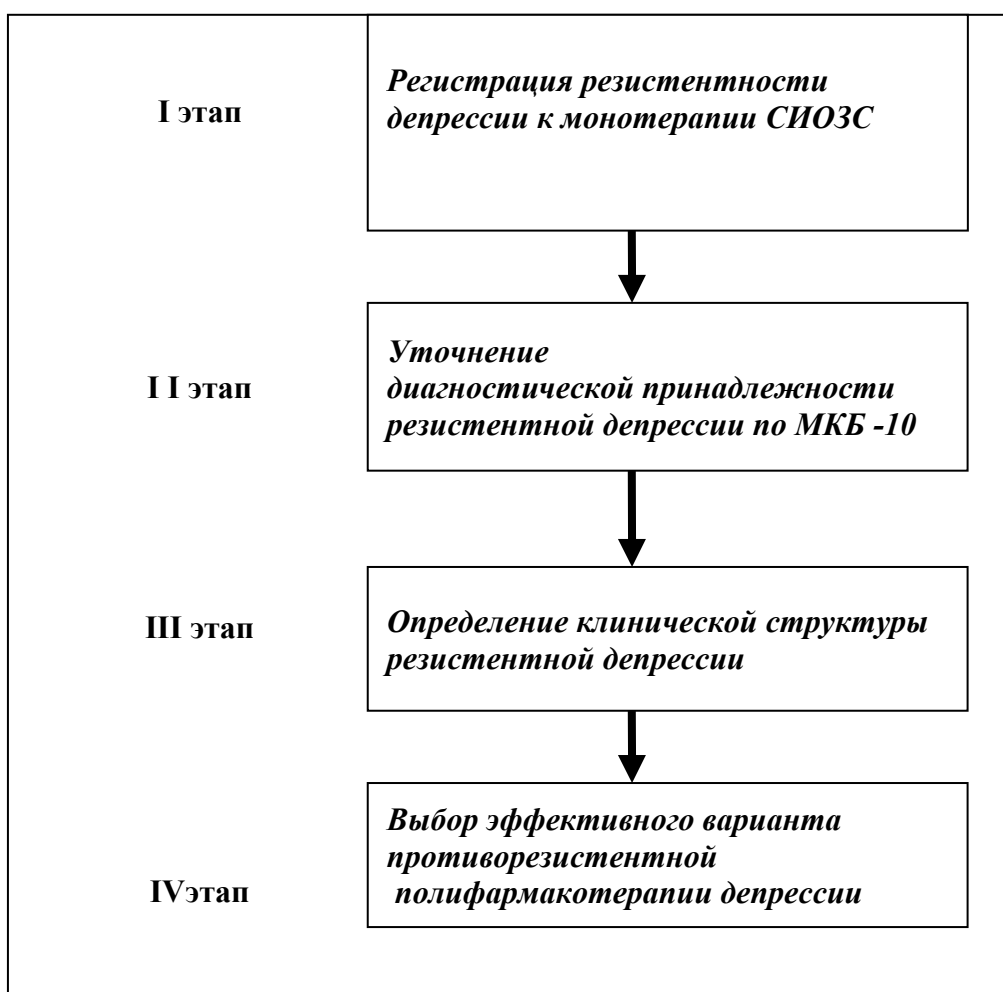 I этап
Регистрация резистентности
депрессии к монотерапии СИОЗС
I I этап
Уточнение
диагностической принадлежности
резистентной депрессии по МКБ -10
III этап
Определение клинической структуры
резистентной депрессии
IVэтап
Выбор эффективного варианта
противорезистентной
полифармакотерапии депрессии